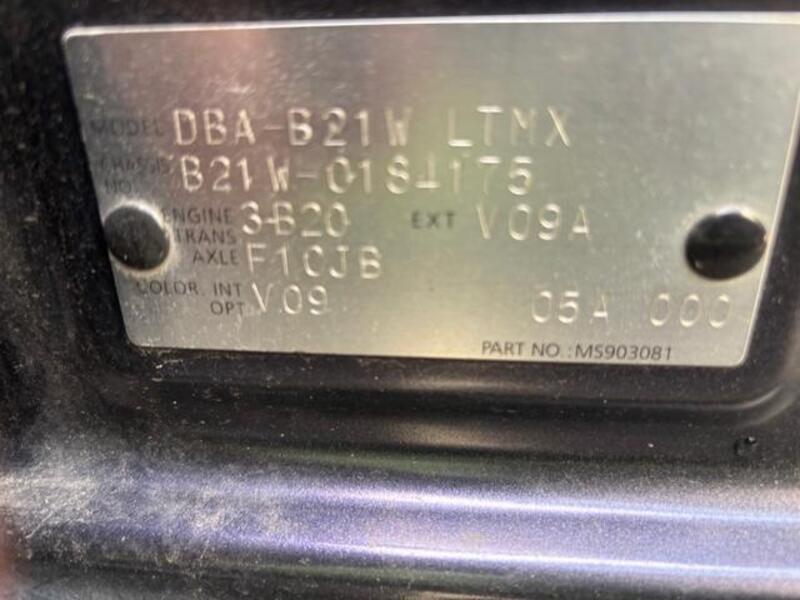 MODEL DBA-B21W LTMX
CHASSIS NO. B21W-0184175
ENGINE 3-B20 EXT V09A
TRANS AXLE F1CJB
COLOR. INT OPT V09 05A 000
PART NO.:M5903081